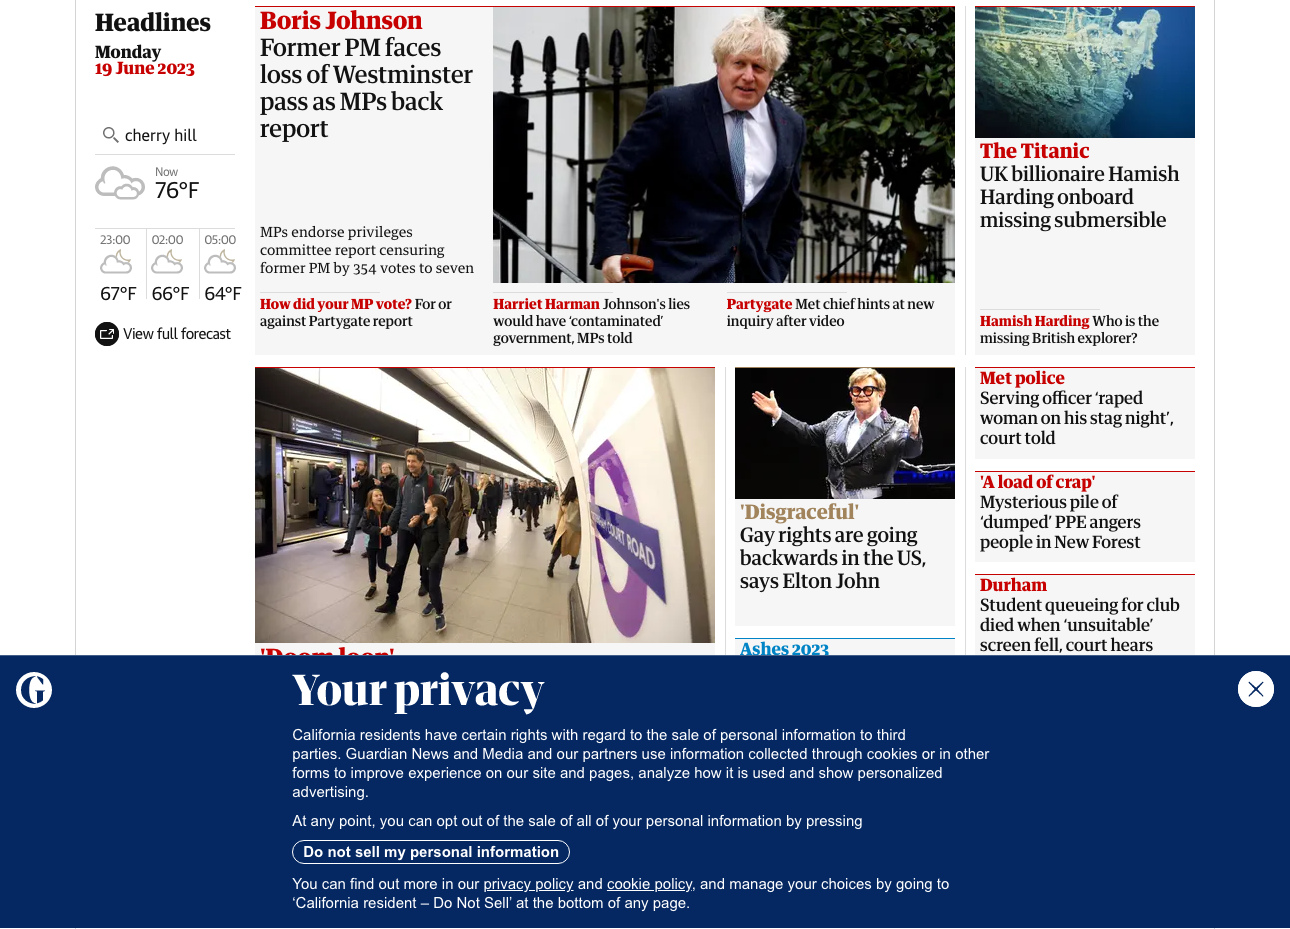 Headlines
Monday
19 June 2023
cherry hill
Now
76°F
23:00
67°F
02:00
66°F
05:00
64°F
View full forecast
Boris Johnson
Former PM faces
loss of Westminster
pass as MPs back
report
MPs endorse privileges
committee report censuring
former PM by 354 votes to seven
How did your MP vote? For or
against Partygate report
Harriet Harman Johnson's lies
would have ‘contaminated’
government, MPs told
Partygate Met chief hints at new
inquiry after video
The Titanic
UK billionaire Hamish
Harding onboard
missing submersible
Hamish Harding Who is the
missing British explorer?
COURT ROAD
'Doom loop'
'Disgraceful'
Gay rights are going
backwards in the US,
says Elton John
Ashes 2023
Met police
Serving officer ‘raped
woman on his stag night’,
court told
'A load of crap'
Mysterious pile of
‘dumped’ PPE angers
people in New Forest
Durham
Student queueing for club
died when ‘unsuitable’
screen fell, court hears
G
Your privacy
California residents have certain rights with regard to the sale of personal information to third
parties. Guardian News and Media and our partners use information collected through cookies or in other
forms to improve experience on our site and pages, analyze how it is used and show personalized
advertising.
At any point, you can opt out of the sale of all of your personal information by pressing
Do not sell my personal information
You can find out more in our privacy policy and cookie policy, and manage your choices by going to
‘California resident – Do Not Sell’ at the bottom of any page.